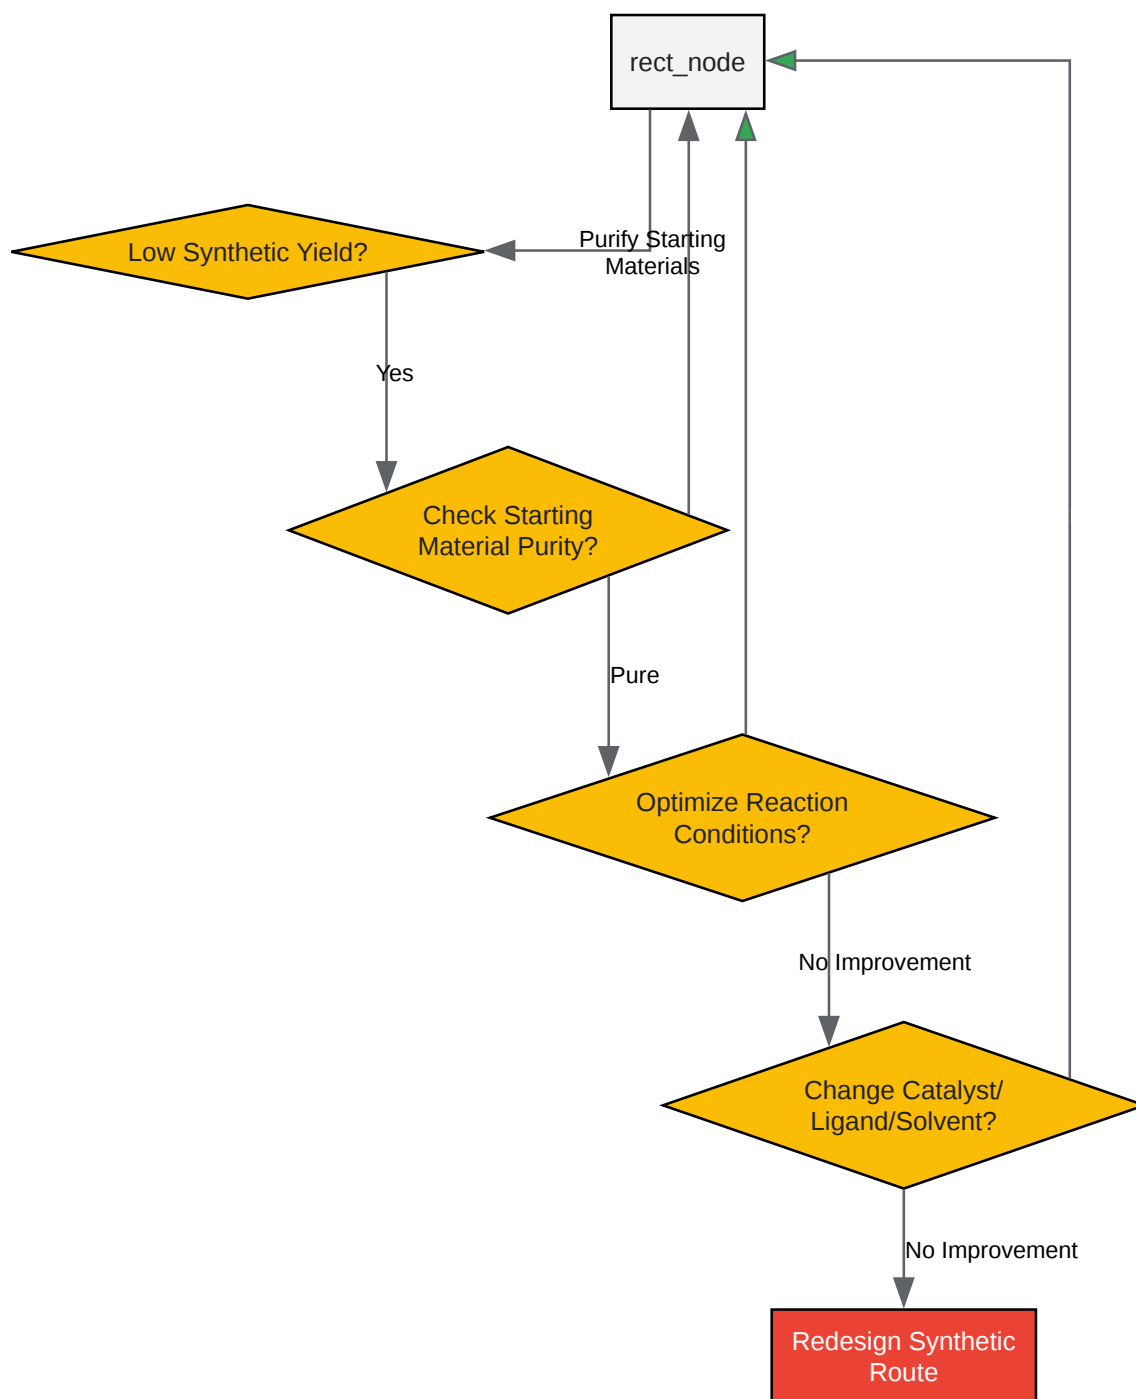 rect_node
Purify Starting
Materials
Low Synthetic Yield?
Yes
Check Starting
Material Purity?
Pure
Optimize Reaction
Conditions?
No Improvement
Change Catalyst/
Ligand/Solvent?
No Improvement
Redesign Synthetic
Route